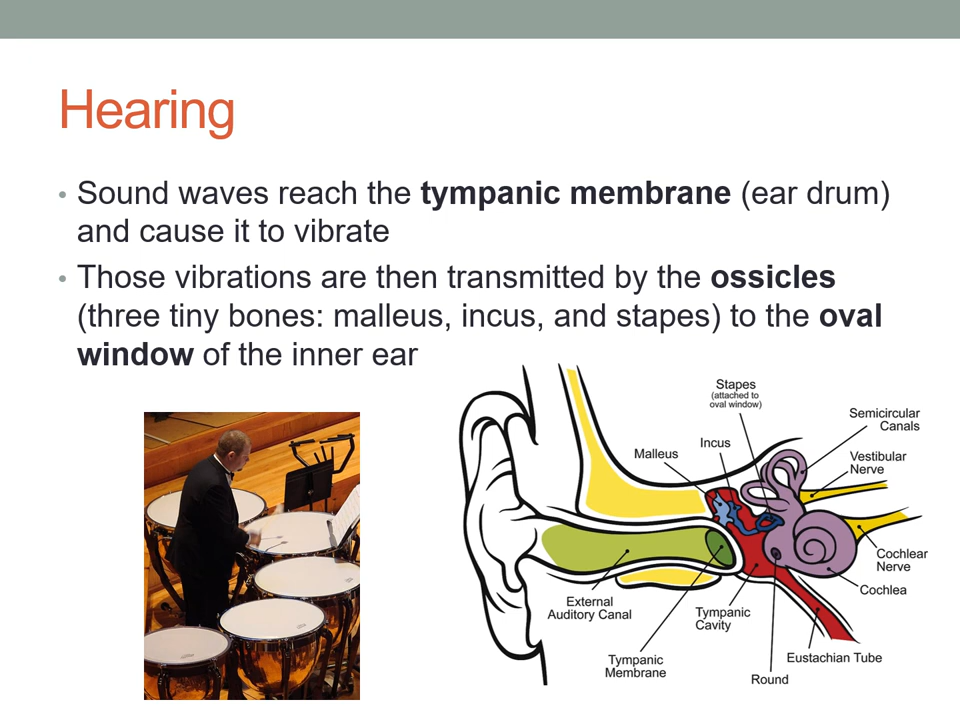 Hearing
• Sound waves reach the tympanic membrane (ear drum)
and cause it to vibrate
• Those vibrations are then transmitted by the ossicles
(three tiny bones: malleus, incus, and stapes) to the oval
window of the inner ear
Stapes
(attached to
oval window)
Semicircular
Canals
Incus
Malleus
Vestibular
Nerve
Cochlear
Nerve
Cochlea
External
Auditory Canal
Tympanic
Cavity
Eustachian Tube
Tympanic
Membrane
Round